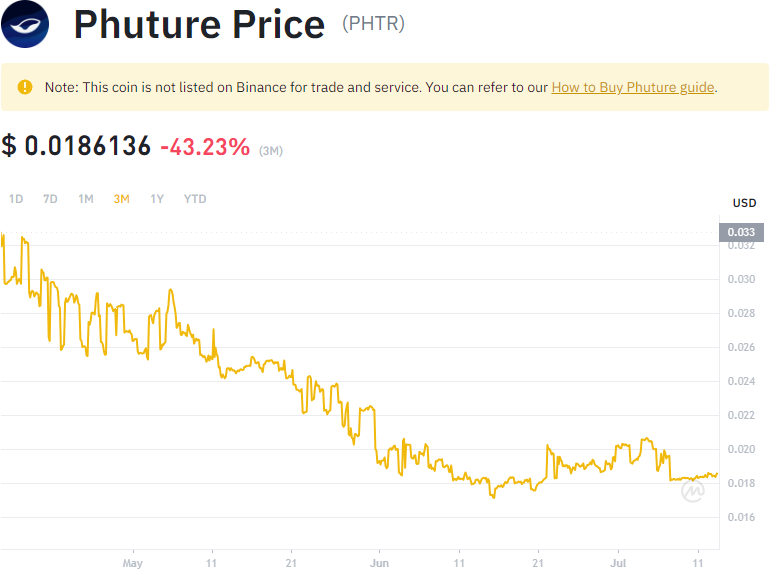 Phuture Price (PHTR)
Note: This coin is not listed on Binance for trade and service. You can refer to our How to Buy Phuture guide.
$ 0.0186136 -43.23% (3M)
1D 7D 1M 3M 1Y YTD
USD
0.033
0.032
0.030
0.028
0.026
0.024
0.022
0.020
0.018
0.016
May 11 21 Jun 11 21 Jul 11